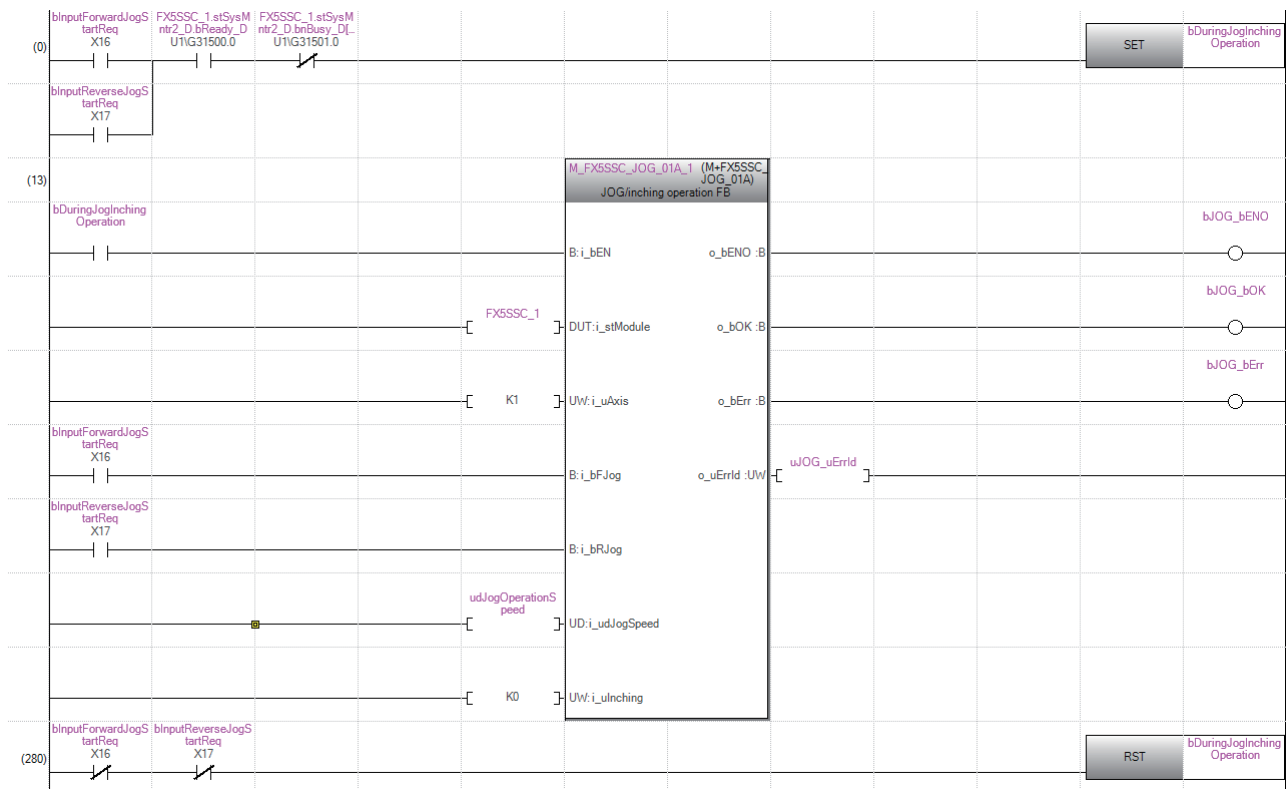 bInputForwardJogS
tartReq
X16
FX5SSC_1.stSysM
ntr2_D.bReady_D
U1\G31500.0
FX5SSC_1.stSysM
ntr2_D.bnBusy_D[...
U1\G31501.0
(0)
SET
bDuringJogInching
Operation
bInputReverseJogS
tartReq
X17
(13)
M_FX5SSC_JOG_01A_1
(M+FX5SSC_
JOG_01A)
JOG/inching operation FB
bDuringJogInching
Operation
B:i_bEN
o_bENO :B
bJOG_bENO
FX5SSC_1
DUT:i_stModule
o_bOK :B
bJOG_bOK
K1
UW:i_uAxis
o_bErr :B
bJOG_bErr
bInputForwardJogS
tartReq
X16
B:i_bFJog
o_uErrId :UW
uJOG_uErrId
bInputReverseJogS
tartReq
X17
B:i_bRJog
udJogOperationS
peed
UD:i_udJogSpeed
K0
UW:i_uInching
(280)
bInputForwardJogS
tartReq
X16
bInputReverseJogS
tartReq
X17
RST
bDuringJogInching
Operation